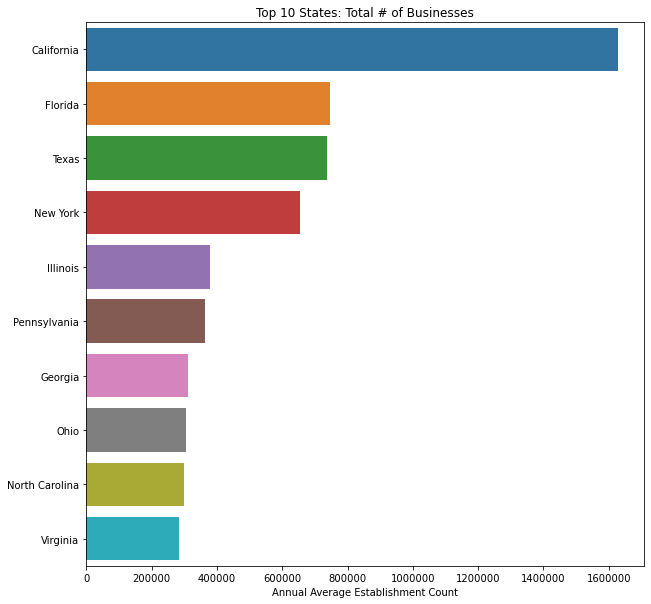 Top 10 States: Total # of Businesses
California
Florida
Texas
New York
Illinois
Pennsylvania
Georgia
Ohio
North Carolina
Virginia
0 200000 400000 600000 800000 1000000 1200000 1400000 1600000
Annual Average Establishment Count